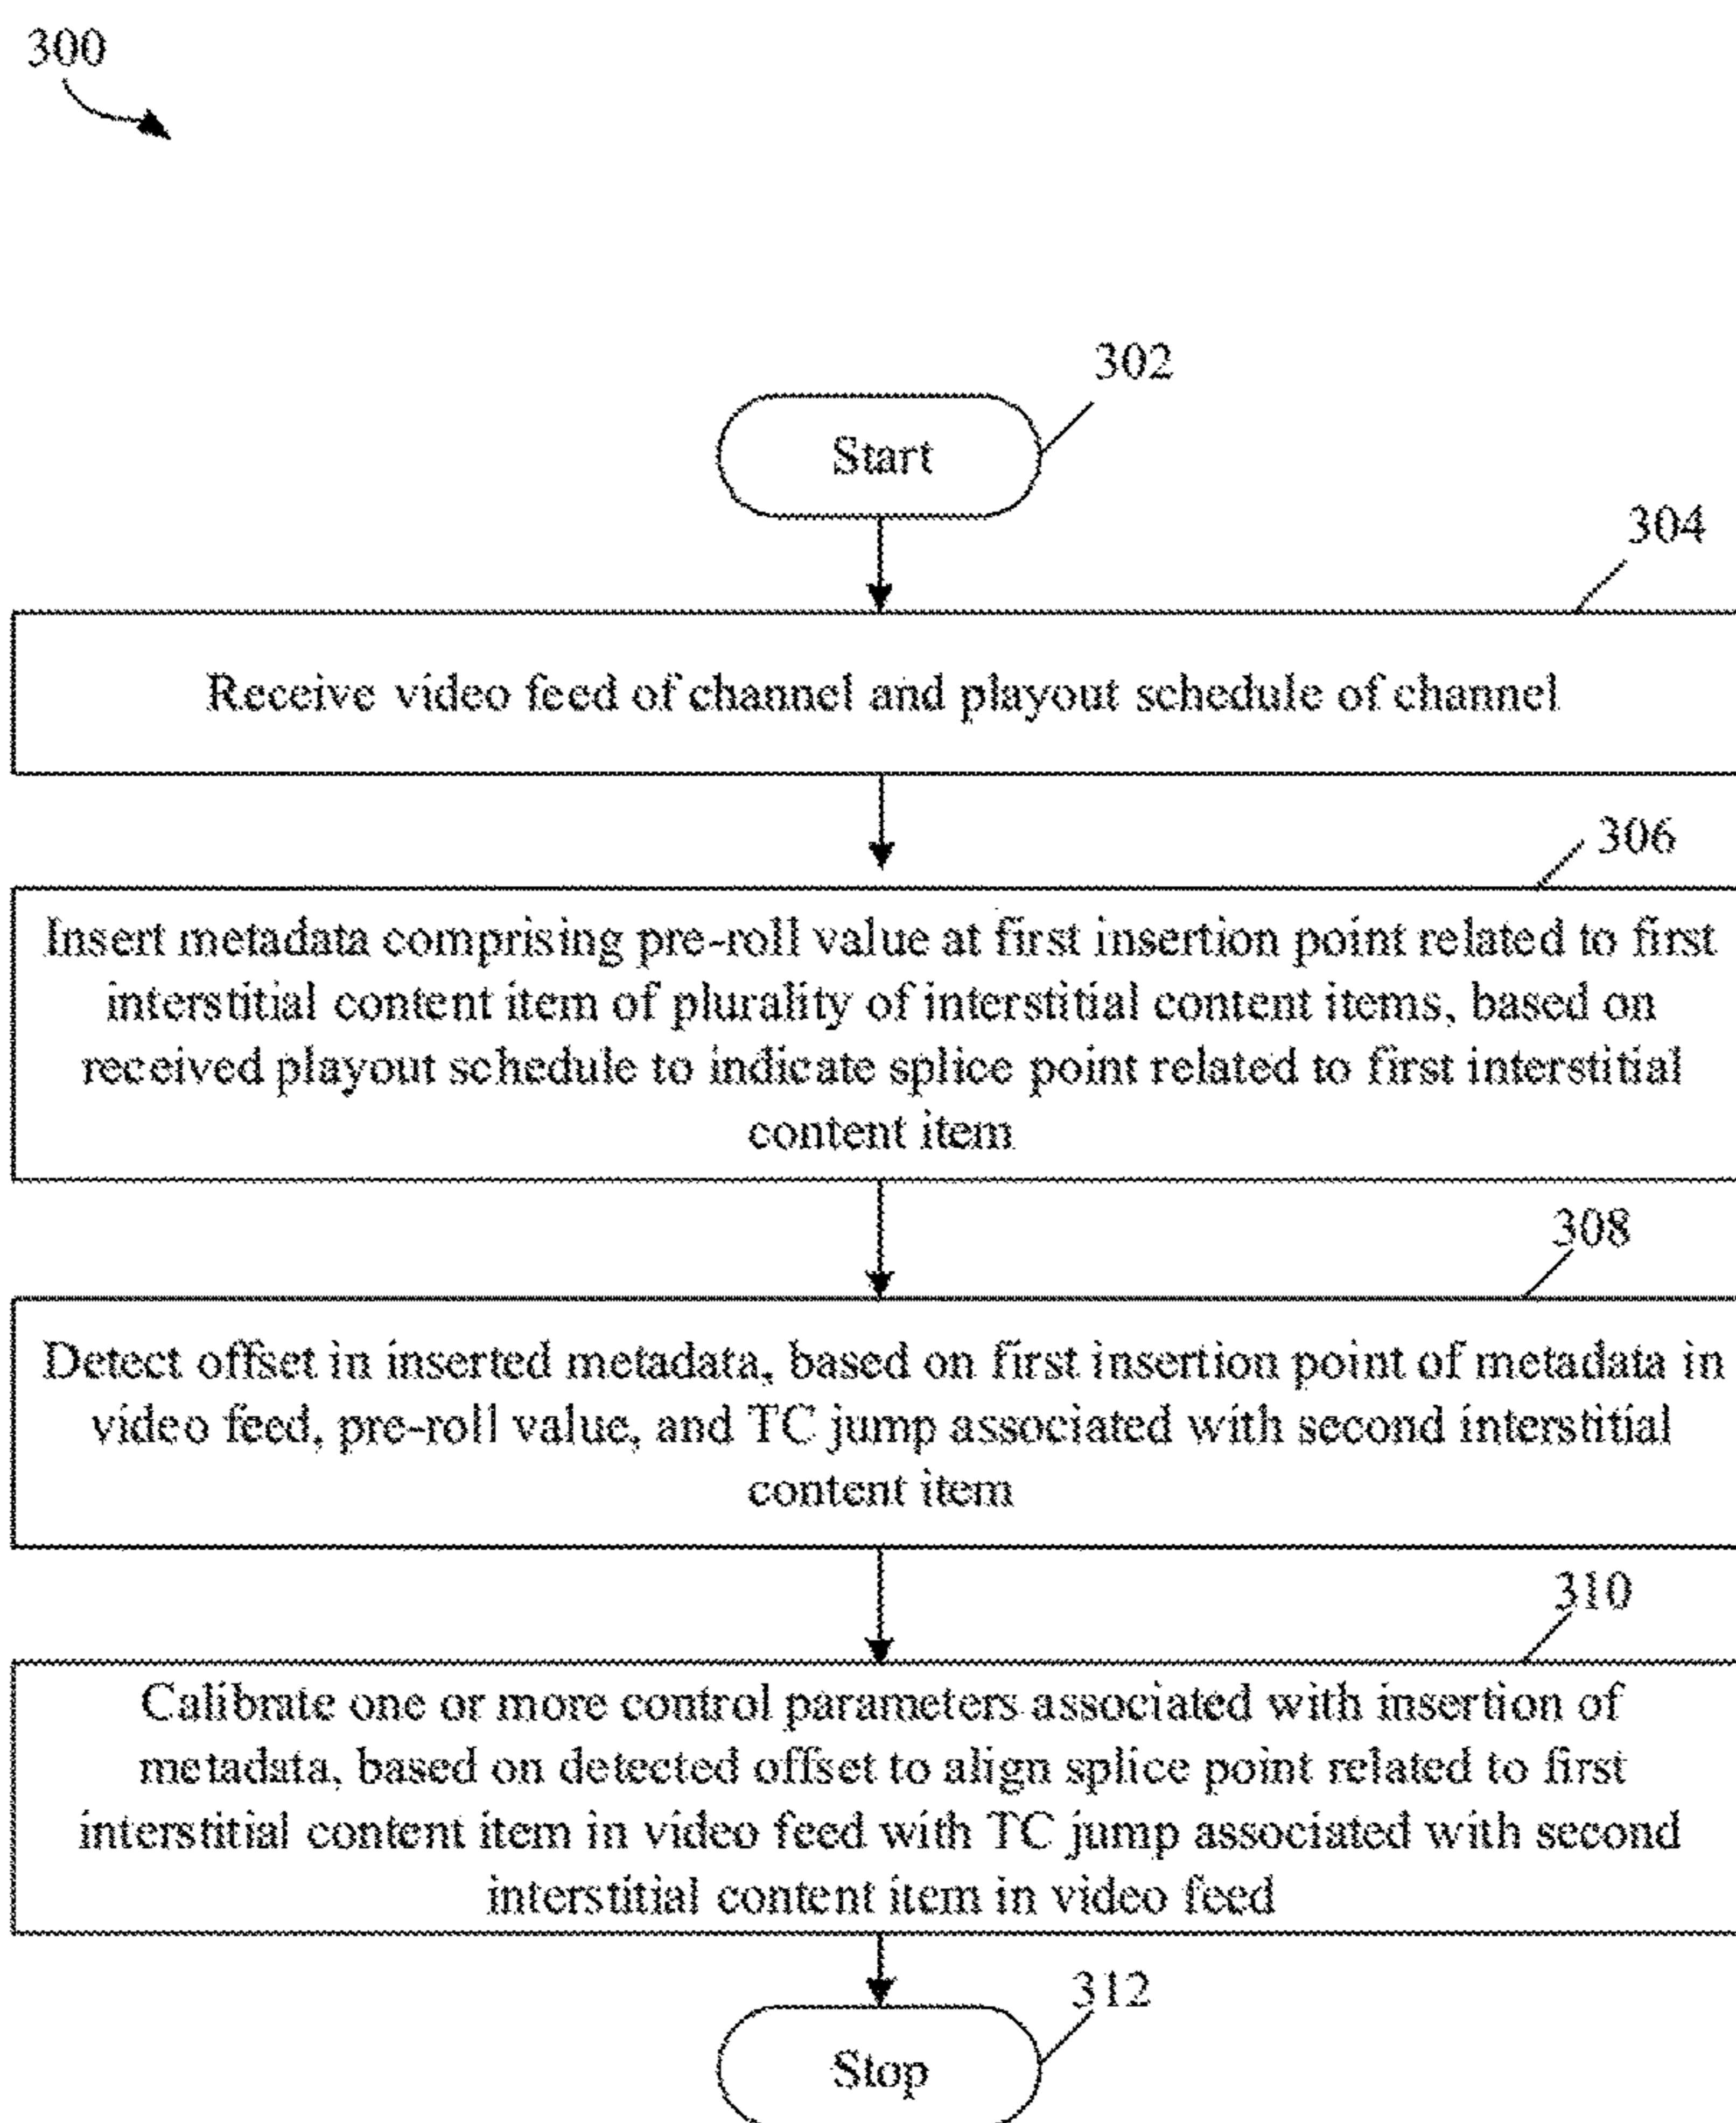 300
302
Start
304
Receive video feed of channel and playout schedule of channel
306
Insert metadata comprising pre-roll value at first insertion point related to first
interstitial content item of plurality of interstitial content items, based on
received playout schedule to indicate splice point related to first interstitial
content item
308
Detect offset in inserted metadata, based on first insertion point of metadata in
video feed, pre-roll value, and TC jump associated with second interstitial
content item
310
Calibrate one or more control parameters associated with insertion of
metadata, based on detected offset to align splice point related to first
interstitial content item in video feed with TC jump associated with second
interstitial content item in video feed
312
Stop